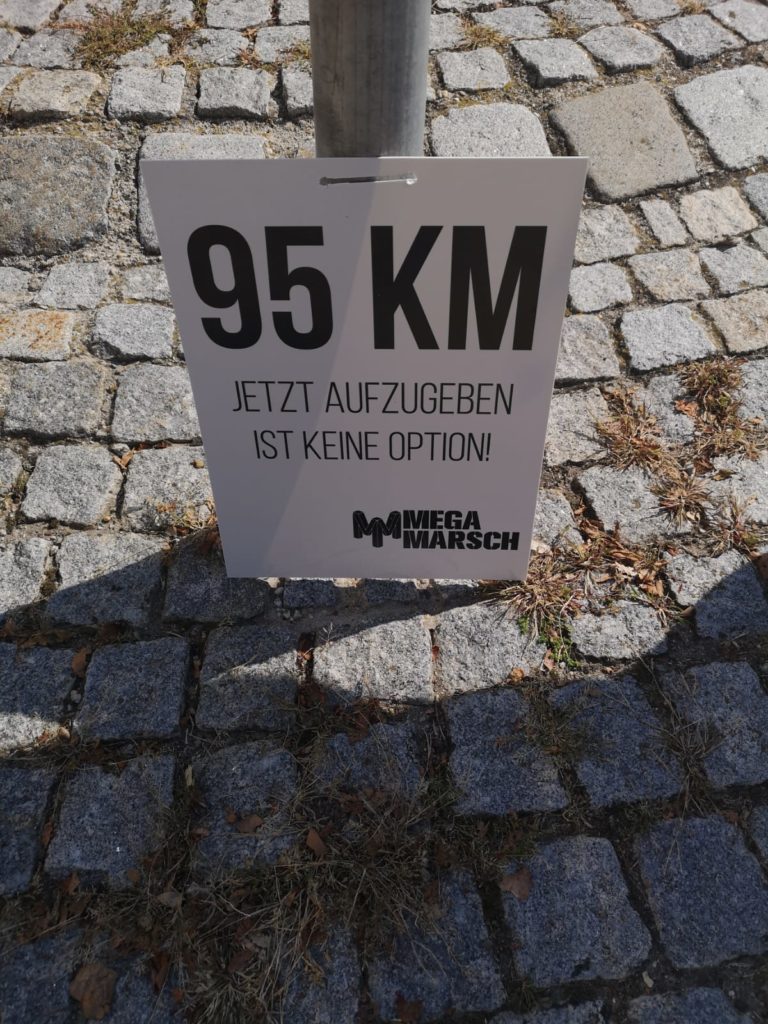 95 KM
JETZT AUFZUGEBEN
IST KEINE OPTION!
MEGA
MARSCH